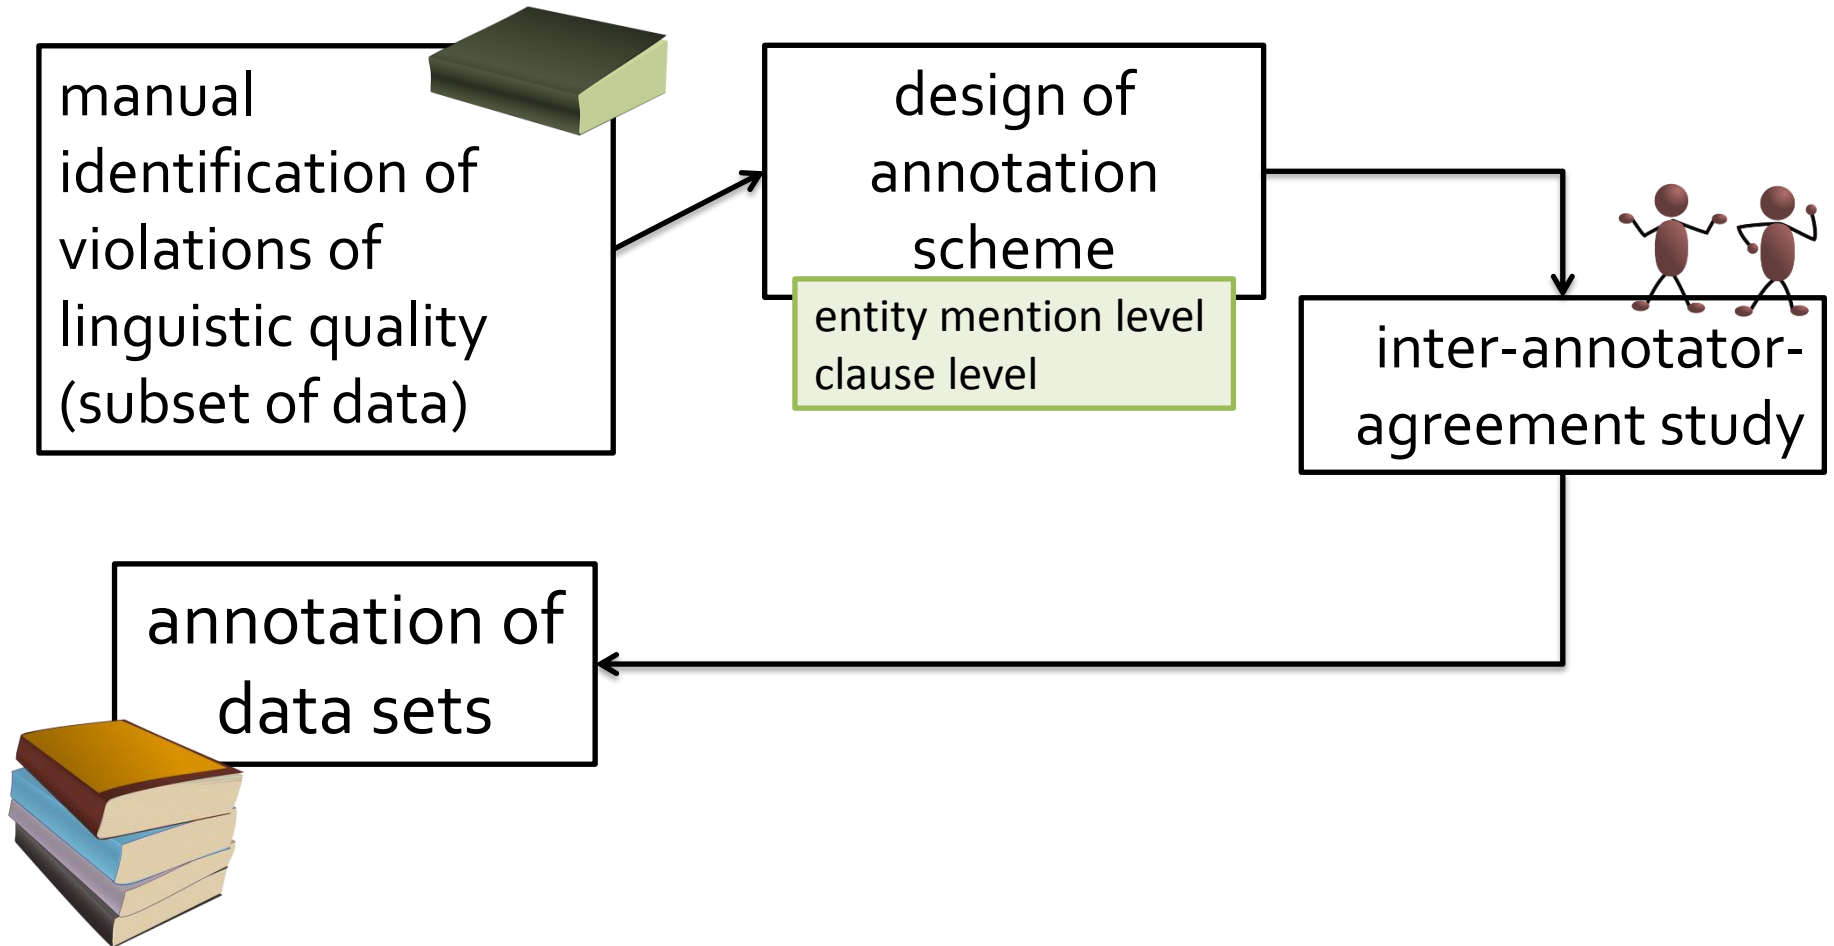 manual
identification of
violations of
linguistic quality
(subset of data)
design of
annotation
scheme
entity mention level
clause level
inter-annotator-
agreement study
annotation of
data sets